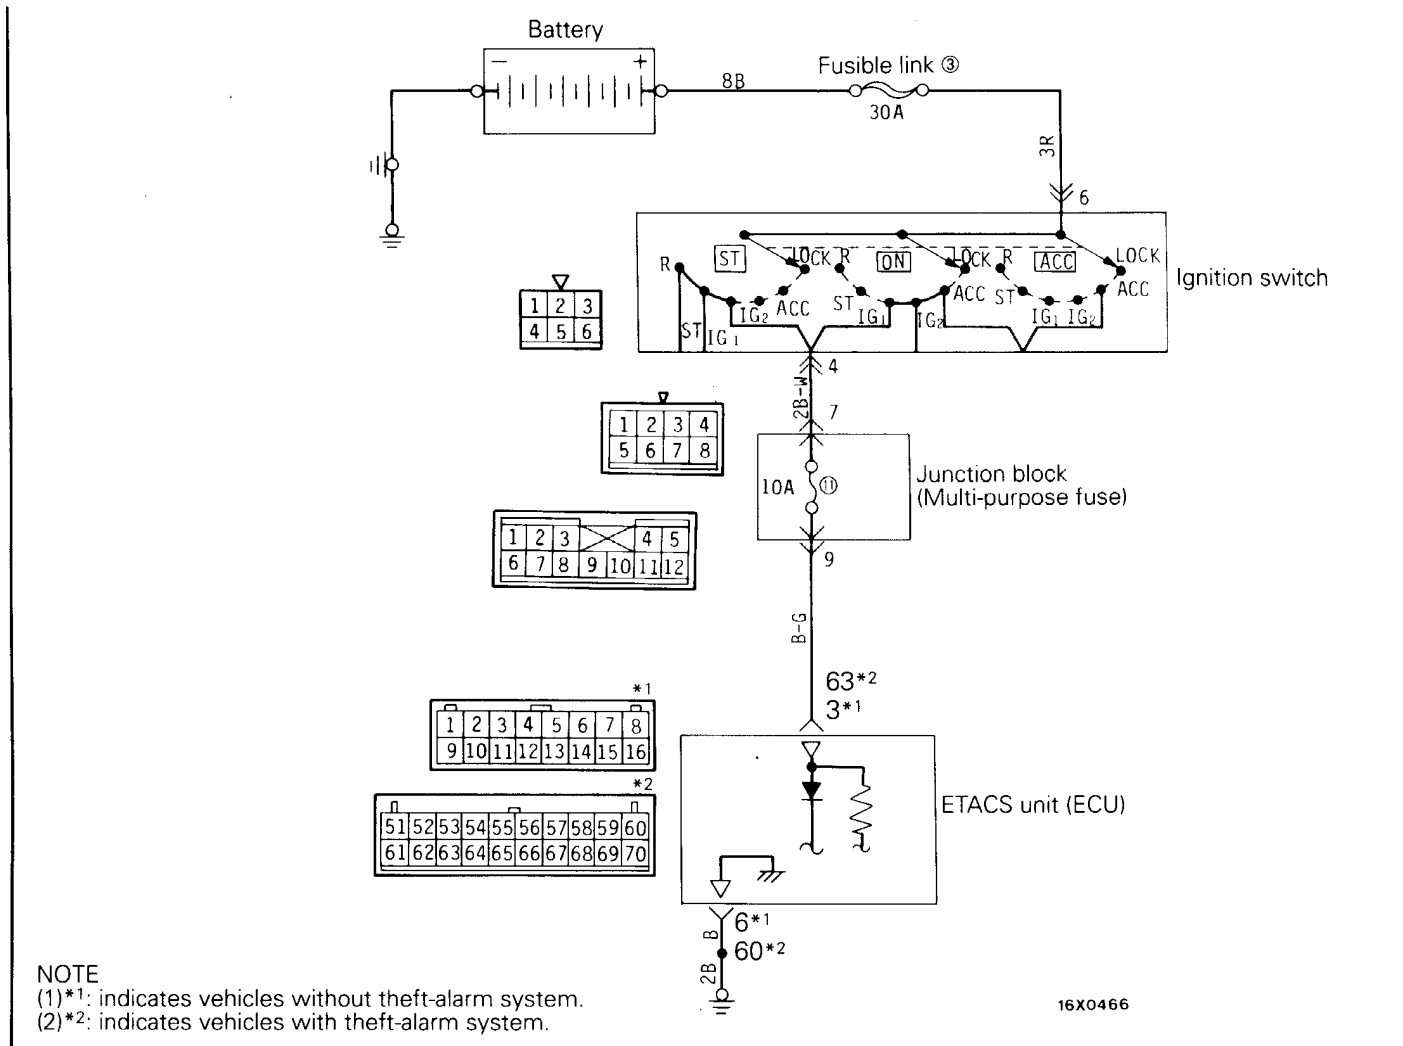 Battery
− +
8B
Fusible link ③
30A
3R
6
ST
ON
ACC
R
LOCK R
LOCK R
LOCK
ST
IG1
IG2
ACC
ST
IG1
IG2
ACC
ST
IG1 IG2
ACC
Ignition switch
1 2 3
4 5 6
4
2B-W
7
1 2 3 4
5 6 7 8
10A ⑪
Junction block
(Multi-purpose fuse)
1 2 3 4 5
6 7 8 9 10 11 12
9
B-G
63*2
3*1
*1
1 2 3 4 5 6 7 8
9 10 11 12 13 14 15 16
*2
51 52 53 54 55 56 57 58 59 60
61 62 63 64 65 66 67 68 69 70
ETACS unit (ECU)
6*1
B
60*2
2B
NOTE
(1)*1: indicates vehicles without theft-alarm system.
(2)*2: indicates vehicles with theft-alarm system.
16X0466